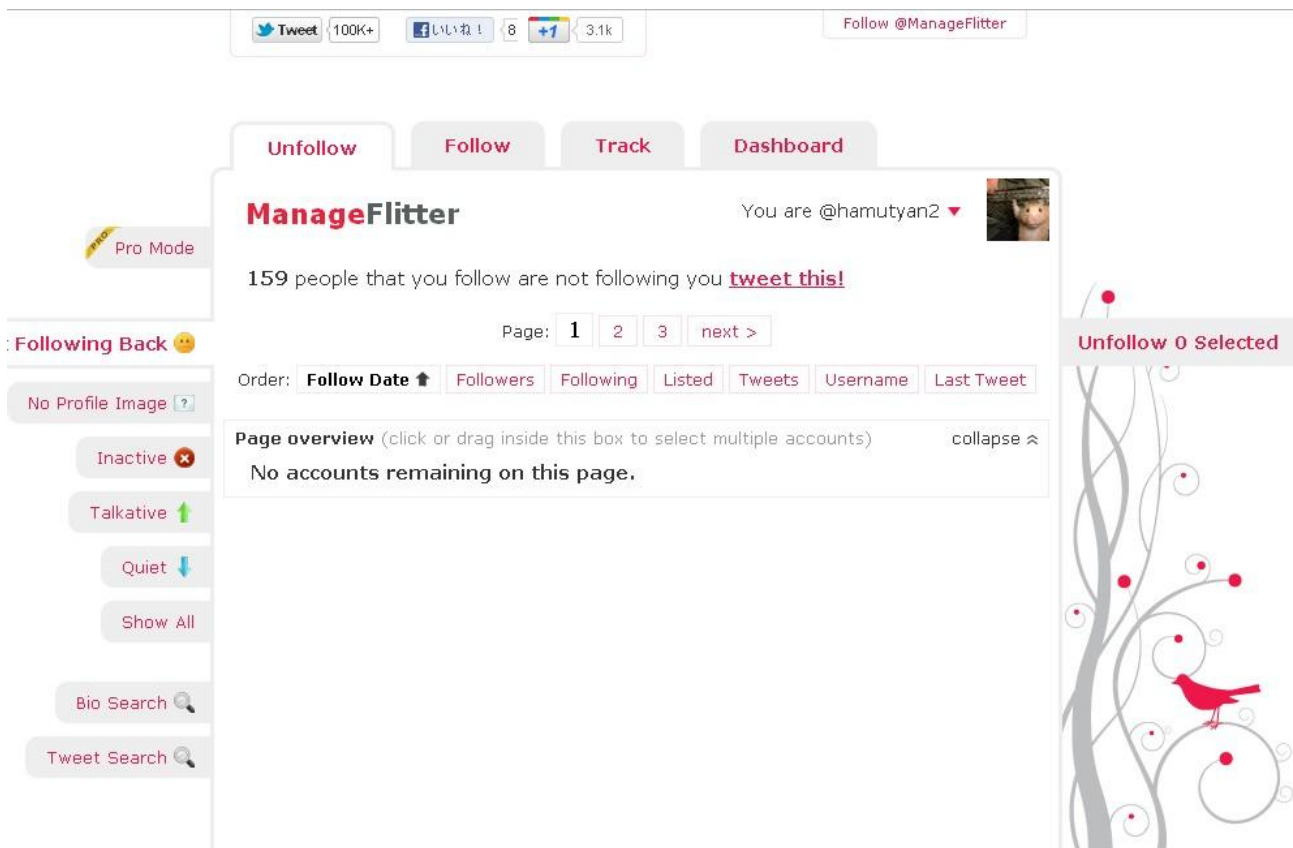 Tweet 100K+ いいね！ 8 +1 3.1k Follow @ManageFlitter
Unfollow Follow Track Dashboard
ManageFlitter You are @hamutyan2
PRO Pro Mode
159 people that you follow are not following you tweet this!
Page: 1 2 3 next >
Following Back
Unfollow 0 Selected
Order: Follow Date Followers Following Listed Tweets Username Last Tweet
No Profile Image ?
Page overview (click or drag inside this box to select multiple accounts) collapse
Inactive
No accounts remaining on this page.
Talkative
Quiet
Show All
Bio Search
Tweet Search